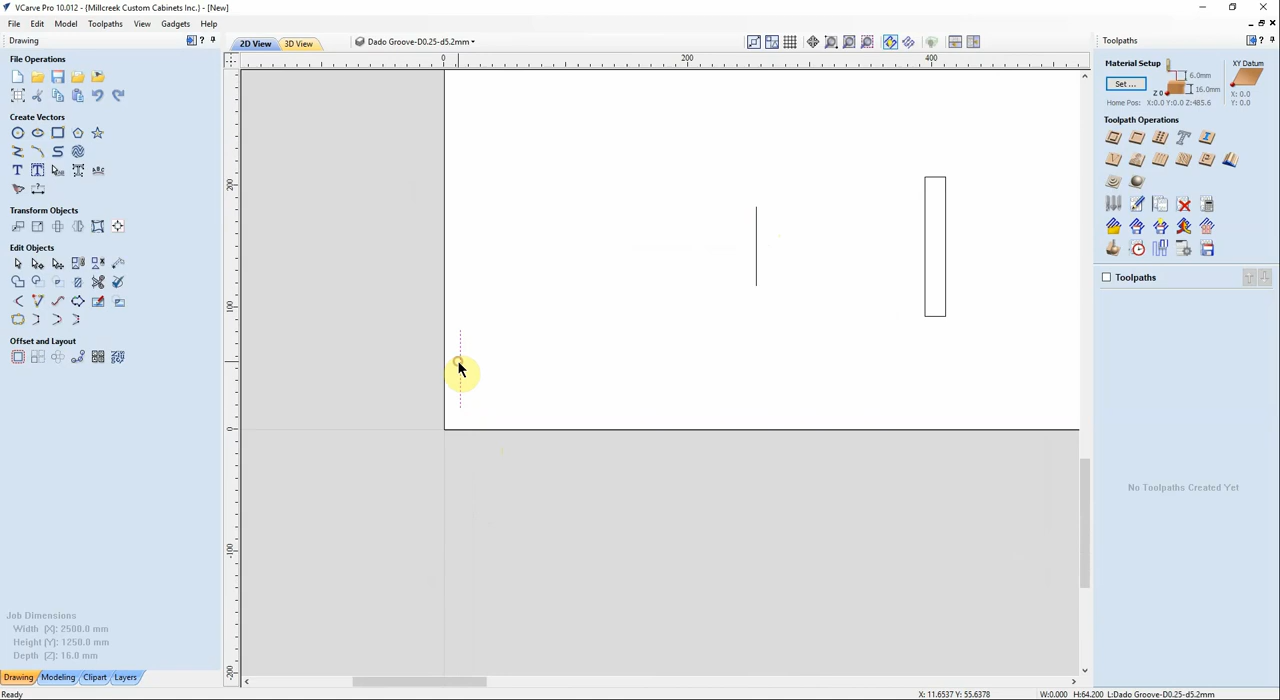 VCarve Pro 10.012 - {Millcreek Custom Cabinets Inc.} - [New]
File Edit Model Toolpaths View Gadgets Help
Drawing
File Operations
Create Vectors
Transform Objects
Edit Objects
Offset and Layout
Job Dimensions
Width (X): 2500.0 mm
Height (Y): 1250.0 mm
Depth (Z): 16.0 mm
Drawing Modeling Clipart Layers
Ready
2D View 3D View Dado Groove-D0.25-d5.2mm
0 200 400
200
100
0
-100
-200
Toolpaths
Material Setup
XY Datum
Set ...
6.0mm
Z 0
16.0mm
X: 0.0
Y: 0.0
Home Pos: X:0.0 Y:0.0 Z:485.6
Toolpath Operations
Toolpaths
No Toolpaths Created Yet
X: 11.6537 Y: 55.6378
W:0.000 H:64.200 L:Dado Groove-D0.25-d5.2mm